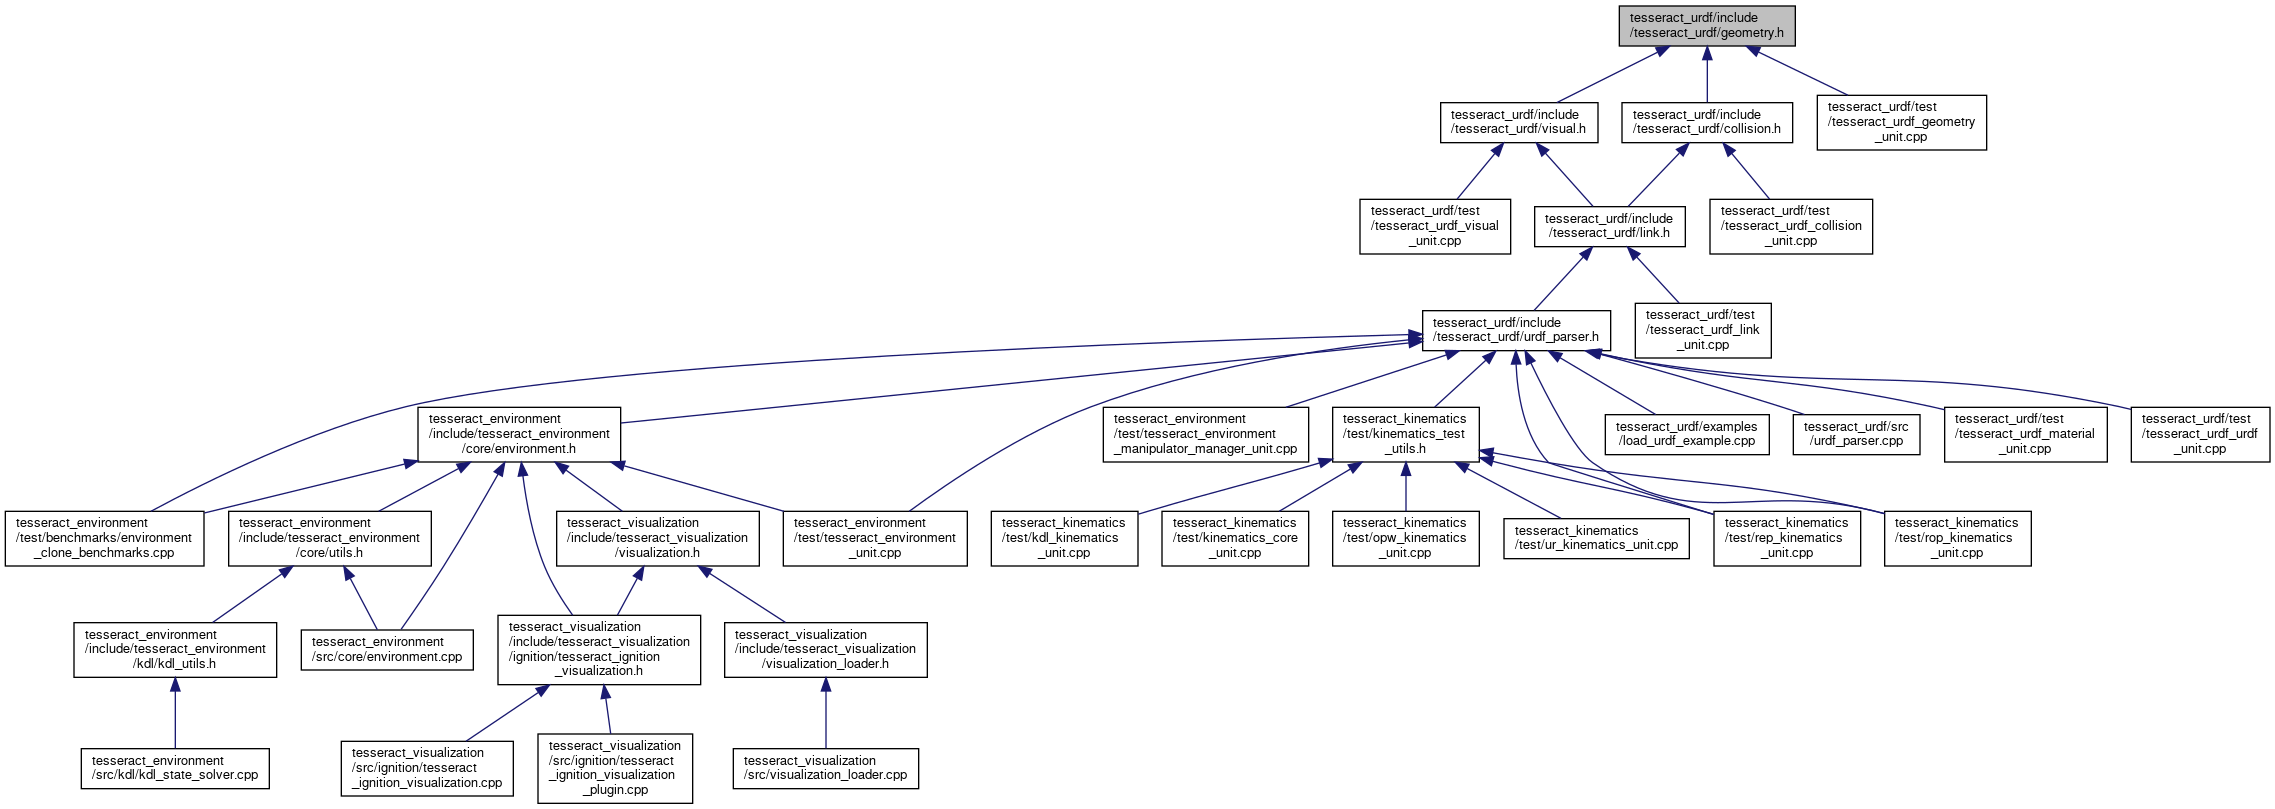 tesseract_urdf/include
/tesseract_urdf/geometry.h
tesseract_urdf/include
/tesseract_urdf/visual.h
tesseract_urdf/include
/tesseract_urdf/collision.h
tesseract_urdf/test
/tesseract_urdf_geometry
_unit.cpp
tesseract_urdf/test
/tesseract_urdf_visual
_unit.cpp
tesseract_urdf/include
/tesseract_urdf/link.h
tesseract_urdf/test
/tesseract_urdf_collision
_unit.cpp
tesseract_urdf/include
/tesseract_urdf/urdf_parser.h
tesseract_urdf/test
/tesseract_urdf_link
_unit.cpp
tesseract_environment
/include/tesseract_environment
/core/environment.h
tesseract_environment
/test/tesseract_environment
_manipulator_manager_unit.cpp
tesseract_kinematics
/test/kinematics_test
_utils.h
tesseract_urdf/examples
/load_urdf_example.cpp
tesseract_urdf/src
/urdf_parser.cpp
tesseract_urdf/test
/tesseract_urdf_material
_unit.cpp
tesseract_urdf/test
/tesseract_urdf_urdf
_unit.cpp
tesseract_environment
/test/benchmarks/environment
_clone_benchmarks.cpp
tesseract_environment
/include/tesseract_environment
/core/utils.h
tesseract_visualization
/include/tesseract_visualization
/visualization.h
tesseract_environment
/test/tesseract_environment
_unit.cpp
tesseract_kinematics
/test/kdl_kinematics
_unit.cpp
tesseract_kinematics
/test/kinematics_core
_unit.cpp
tesseract_kinematics
/test/opw_kinematics
_unit.cpp
tesseract_kinematics
/test/ur_kinematics_unit.cpp
tesseract_kinematics
/test/rep_kinematics
_unit.cpp
tesseract_kinematics
/test/rop_kinematics
_unit.cpp
tesseract_environment
/include/tesseract_environment
/kdl/kdl_utils.h
tesseract_environment
/src/core/environment.cpp
tesseract_visualization
/include/tesseract_visualization
/ignition/tesseract_ignition
_visualization.h
tesseract_visualization
/include/tesseract_visualization
/visualization_loader.h
tesseract_environment
/src/kdl/kdl_state_solver.cpp
tesseract_visualization
/src/ignition/tesseract
_ignition_visualization.cpp
tesseract_visualization
/src/ignition/tesseract
_ignition_visualization
_plugin.cpp
tesseract_visualization
/src/visualization_loader.cpp